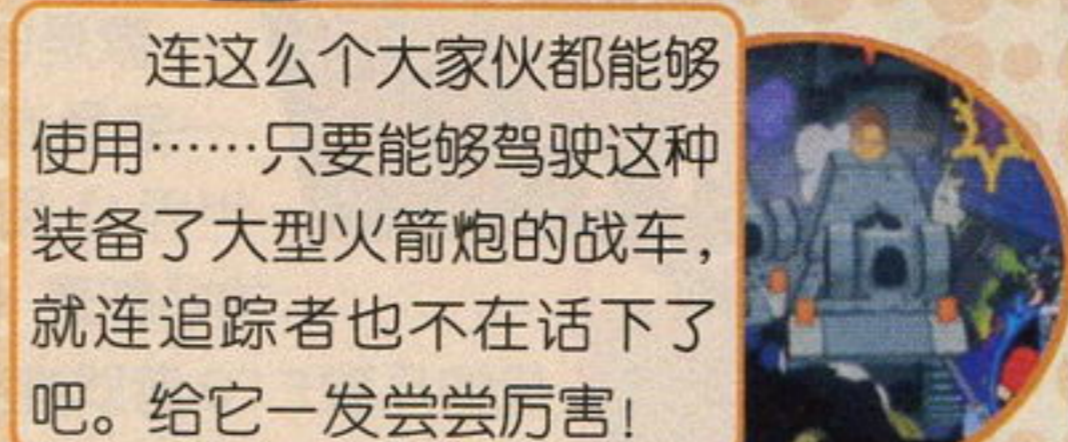 连这么个大家伙都能够
使用……只要能够驾驶这种
装备了大型火箭炮的战车，
就连追踪者也不在话下了
吧。给它一发尝尝厉害！